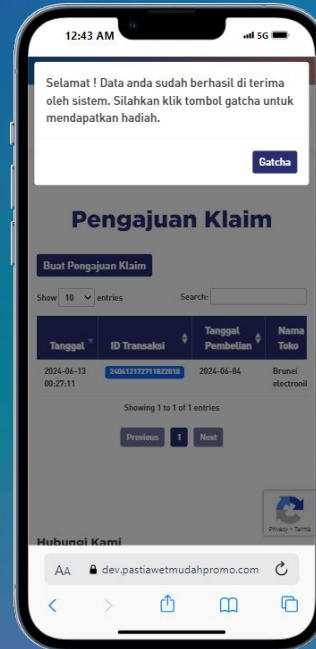 12:43 AM
5G
Selamat ! Data anda sudah berhasil di terima
oleh sistem. Silahkan klik tombol gatcha untuk
mendapatkan hadiah.
Gatcha
Pengajuan Klaim
Buat Pengajuan Klaim
Show 10 entries Search:
Tanggal ID Transaksi Tanggal Pembelian Nama Toko
2024-06-13 240612172711822818 2024-06-04 Brunei
00:27:11 electronil
Showing 1 to 1 of 1 entries
Previous 1 Next
Privacy - Terms
Hubungi Kami
AA dev.pastiawetmudahpromo.com